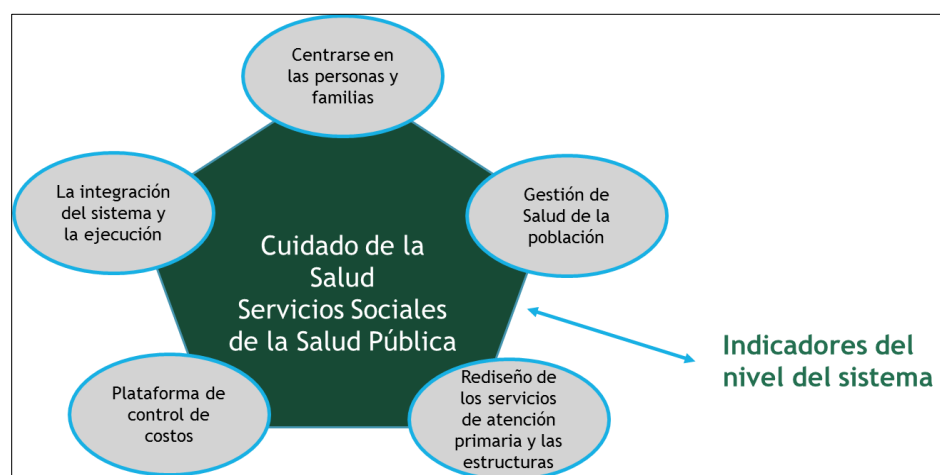 Centrarse en
las personas y
familias
La integración
del sistema y
la ejecución
Gestión de
Salud de la
población
Cuidado de la
Salud
Servicios Sociales
de la Salud Pública
Indicadores del
nivel del sistema
Plataforma de
control de
costos
Rediseño de
los servicios
de atención
primaria y las
estructuras